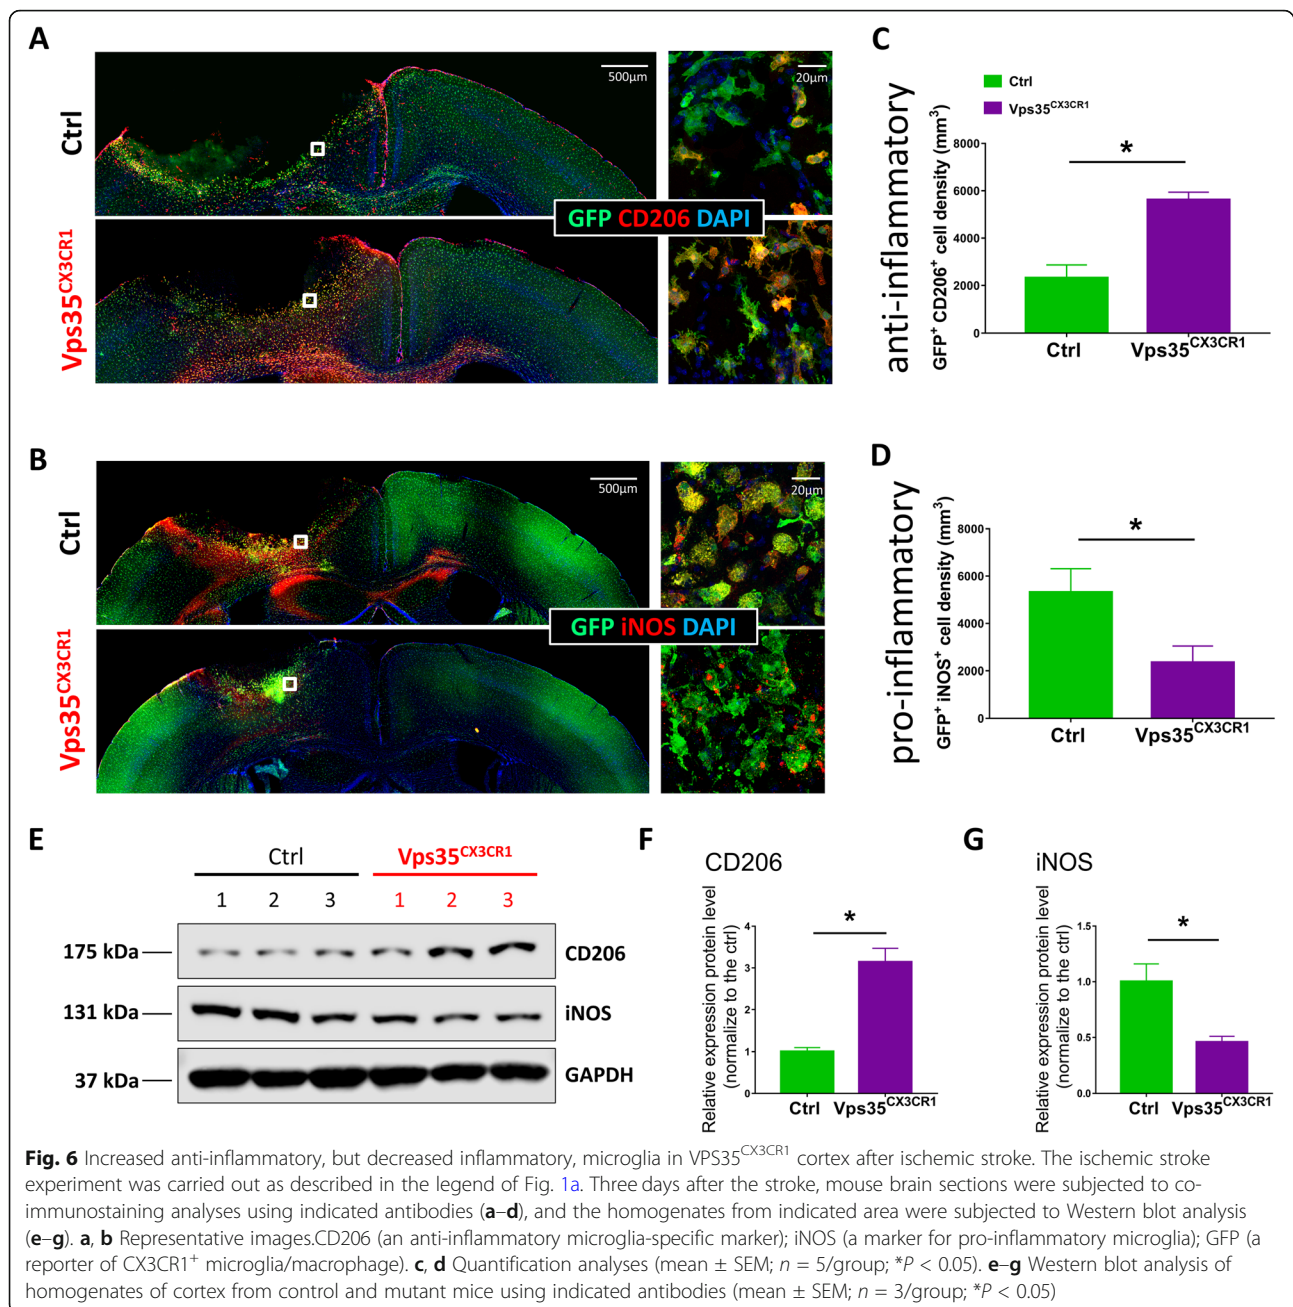 A
Ctrl
500µm
20µm
GFP CD206 DAPI
Vps35CX3CR1
C
Ctrl
Vps35CX3CR1
anti-inflammatory
GFP+ CD206+ cell density (mm3)
8000
6000
4000
2000
0
*
Ctrl
Vps35CX3CR1
B
Ctrl
500µm
20µm
GFP iNOS DAPI
Vps35CX3CR1
D
pro-inflammatory
GFP+ iNOS+ cell density (mm3)
8000
6000
4000
2000
0
*
Ctrl
Vps35CX3CR1
E
Ctrl
Vps35CX3CR1
1 2 3 1 2 3
175 kDa
CD206
131 kDa
iNOS
37 kDa
GAPDH
F
CD206
Relative expression protein level
(normalize to the ctrl)
4
3
2
1
0
*
Ctrl
Vps35CX3CR1
G
iNOS
Relative expression protein level
(normalize to the ctrl)
1.5
1.0
0.5
0.0
*
Ctrl
Vps35CX3CR1
Fig. 6 Increased anti-inflammatory, but decreased inflammatory, microglia in VPS35CX3CR1 cortex after ischemic stroke. The ischemic stroke
experiment was carried out as described in the legend of Fig. 1a. Three days after the stroke, mouse brain sections were subjected to co-
immunostaining analyses using indicated antibodies (a–d), and the homogenates from indicated area were subjected to Western blot analysis
(e–g). a, b Representative images.CD206 (an anti-inflammatory microglia-specific marker); iNOS (a marker for pro-inflammatory microglia); GFP (a
reporter of CX3CR1+ microglia/macrophage). c, d Quantification analyses (mean ± SEM; n = 5/group; *P < 0.05). e–g Western blot analysis of
homogenates of cortex from control and mutant mice using indicated antibodies (mean ± SEM; n = 3/group; *P < 0.05)